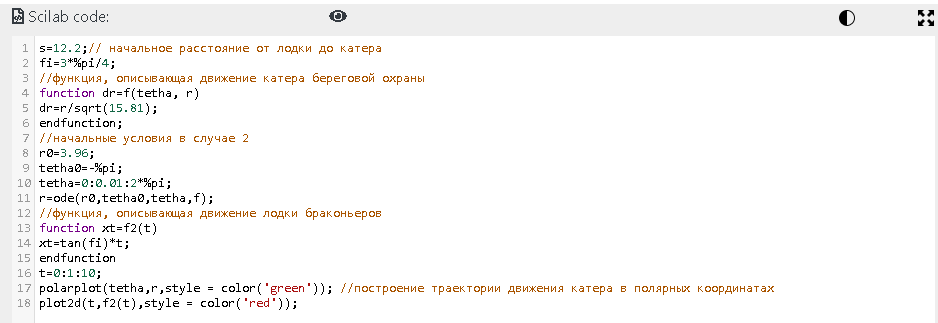 Scilab code:
1 s=12.2;// начальное расстояние от лодки до катера
2 fi=3*%pi/4;
3 //функция, описывающая движение катера береговой охраны
4 function dr=f(tetha, r)
5 dr=r/sqrt(15.81);
6 endfunction;
7 //начальные условия в случае 2
8 r0=3.96;
9 tetha0=-%pi;
10 tetha=0:0.01:2*%pi;
11 r=ode(r0,tetha0,tetha,f);
12 //функция, описывающая движение лодки браконьеров
13 function xt=f2(t)
14 xt=tan(fi)*t;
15 endfunction
16 t=0:1:10;
17 polarplot(tetha,r,style = color('green')); //построение траектории движения катера в полярных координатах
18 plot2d(t,f2(t),style = color('red'));